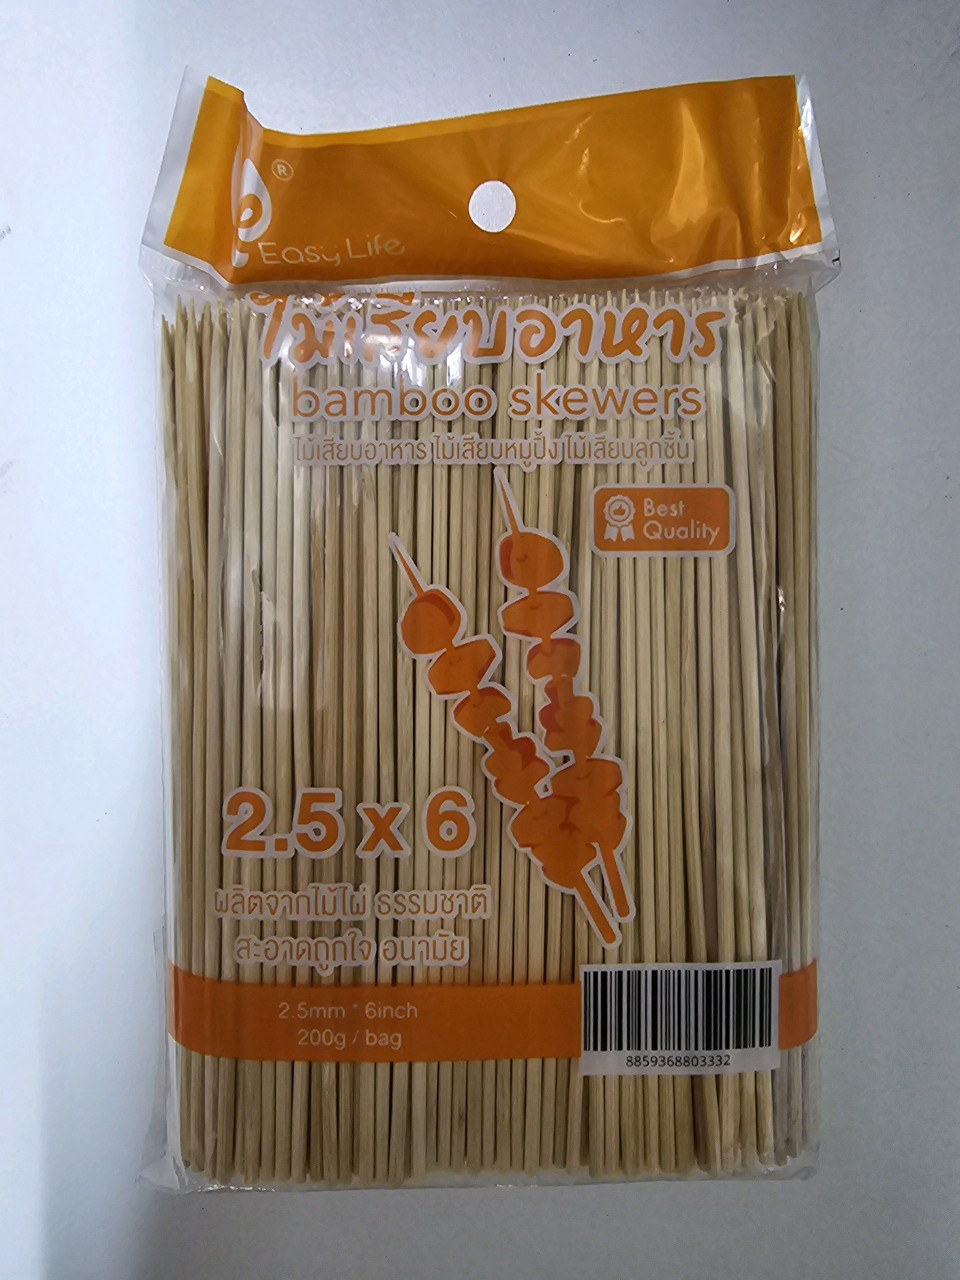 ®
Easy Life
ไม้เสียบอาหาร
bamboo skewers
ไม้เสียบอาหาร ไม้เสียบหมูปิ้ง ไม้เสียบลูกชิ้น
Best
Quality
2.5 x 6
ผลิตจากไม้ไผ่ ธรรมชาติ
สะอาดถูกใจ อนามัย
2.5mm * 6inch
200g / bag
8859368803332